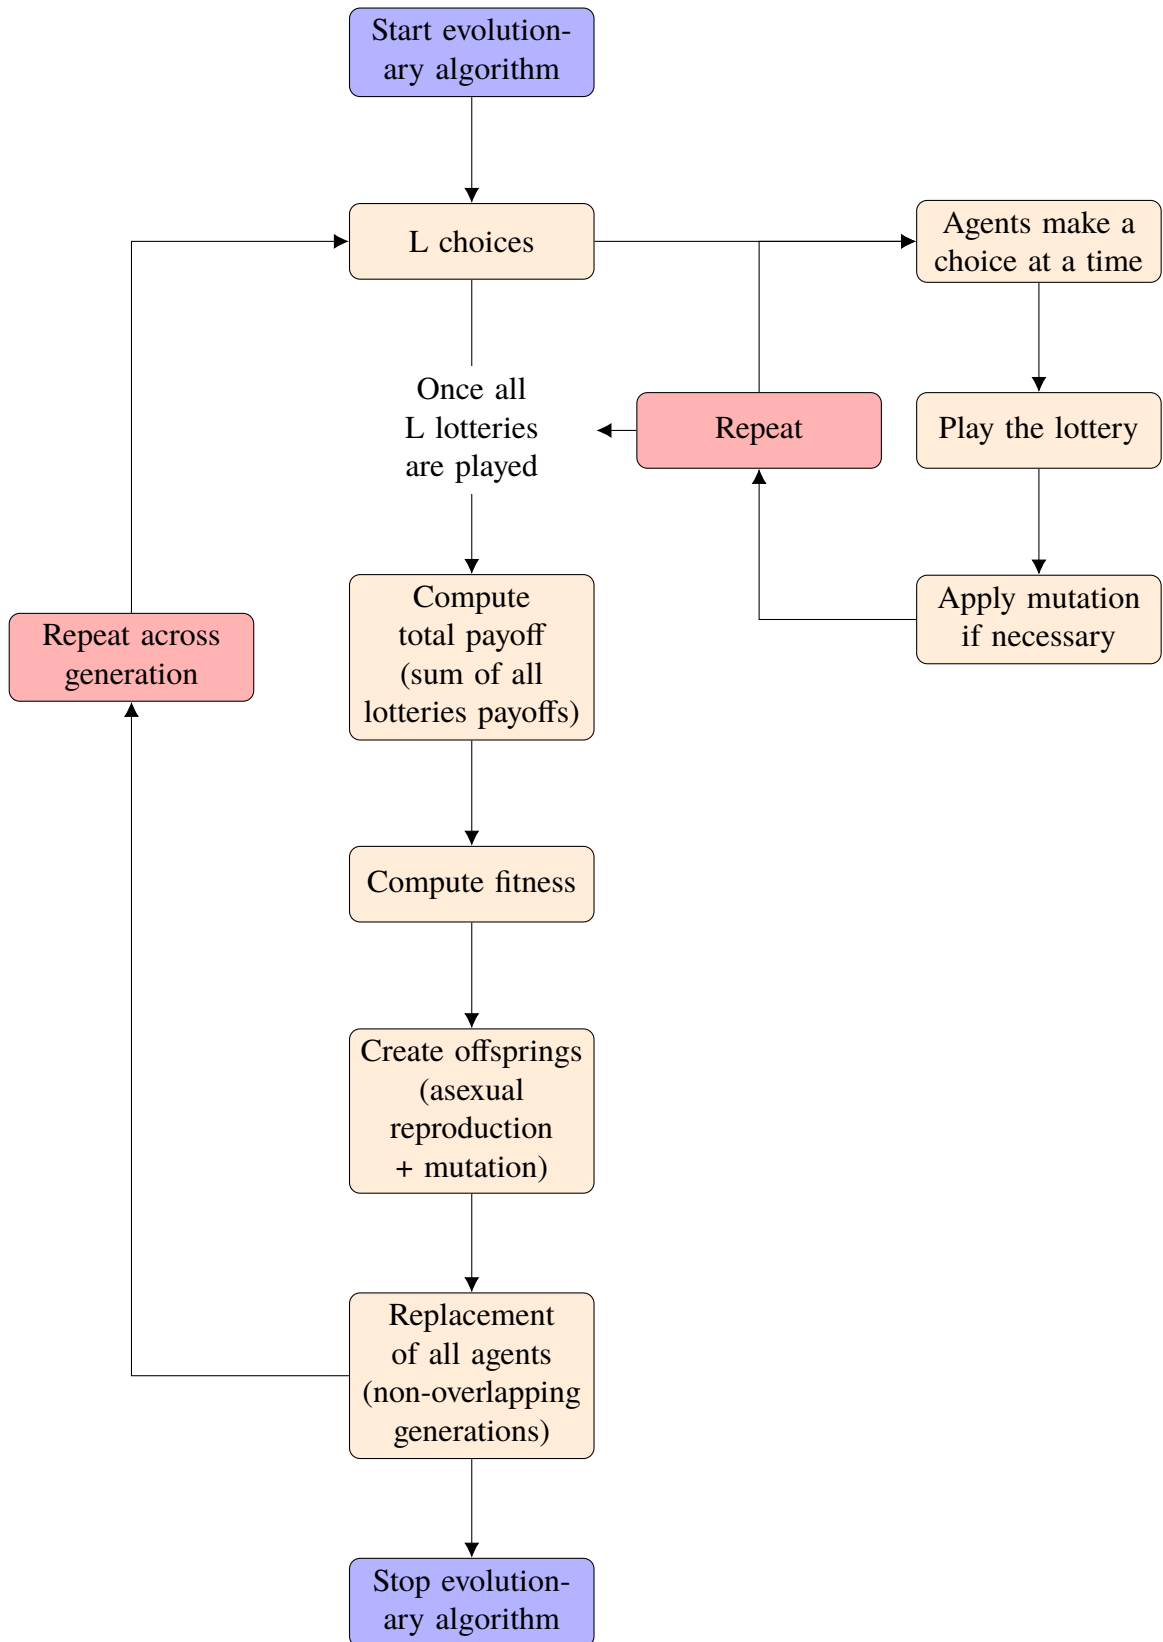 Start evolution-
ary algorithm
L choices
Agents make a
choice at a time
Once all
L lotteries
are played
Repeat
Play the lottery
Apply mutation
if necessary
Compute
total payoff
(sum of all
lotteries payoffs)
Repeat across
generation
Compute fitness
Create offsprings
(asexual
reproduction
+ mutation)
Replacement
of all agents
(non-overlapping
generations)
Stop evolution-
ary algorithm